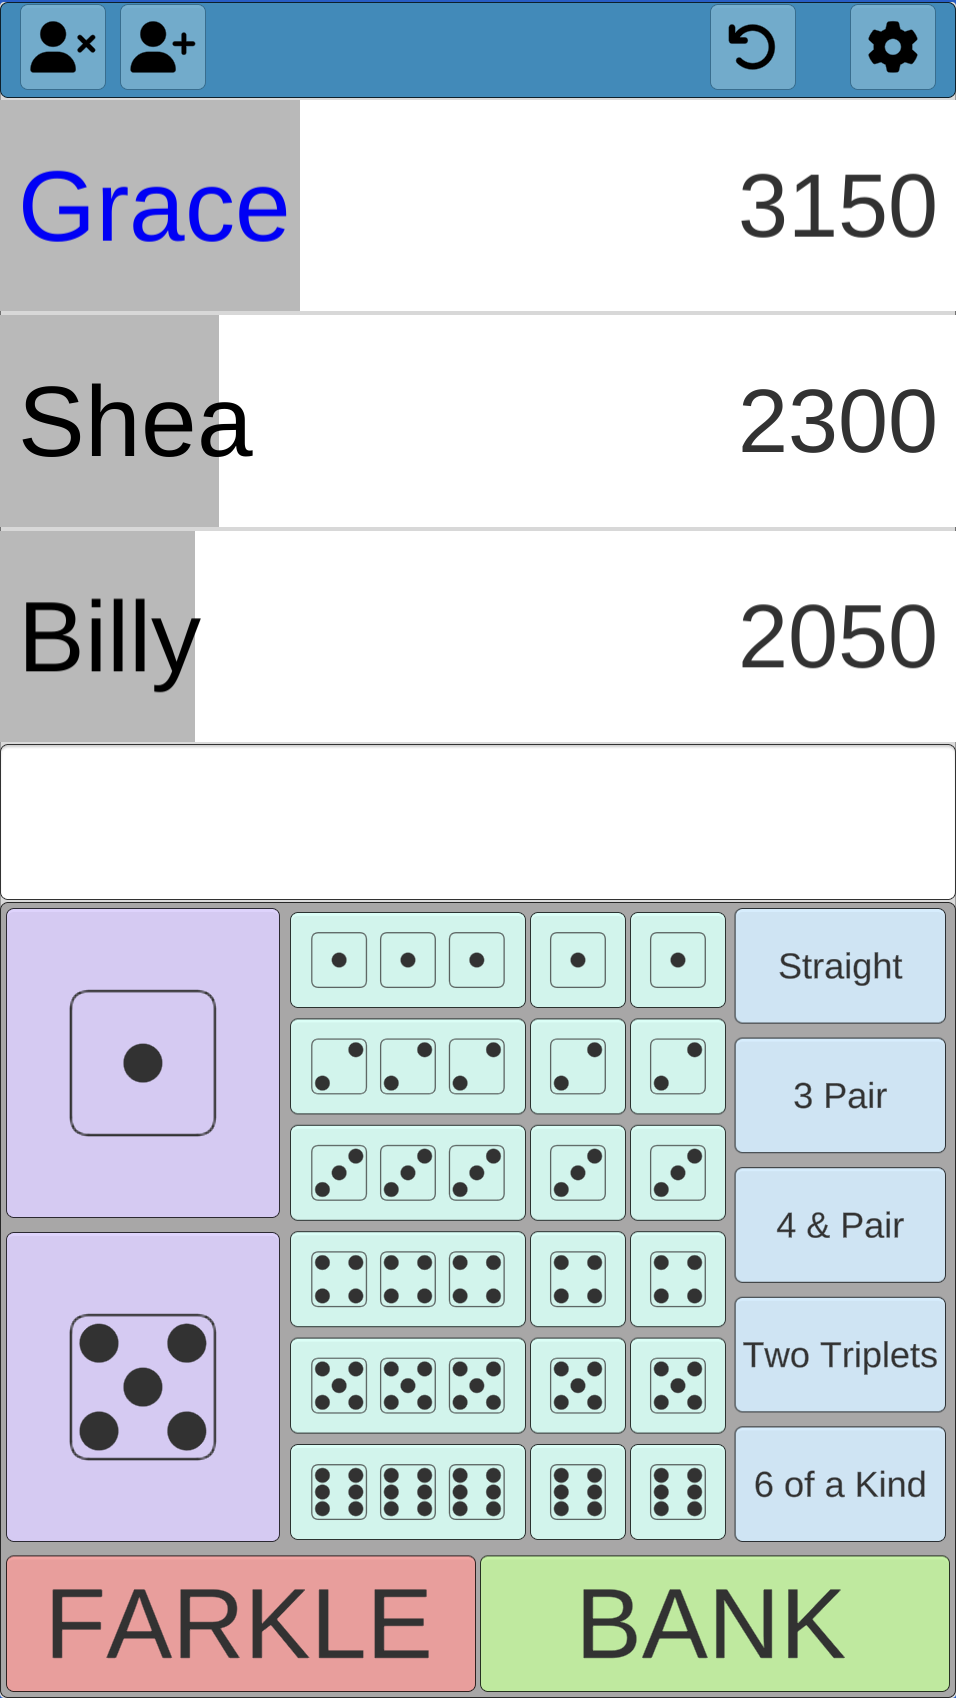 Grace 3150
Shea 2300
Billy 2050
Straight
3 Pair
4 & Pair
Two Triplets
6 of a Kind
FARKLE BANK